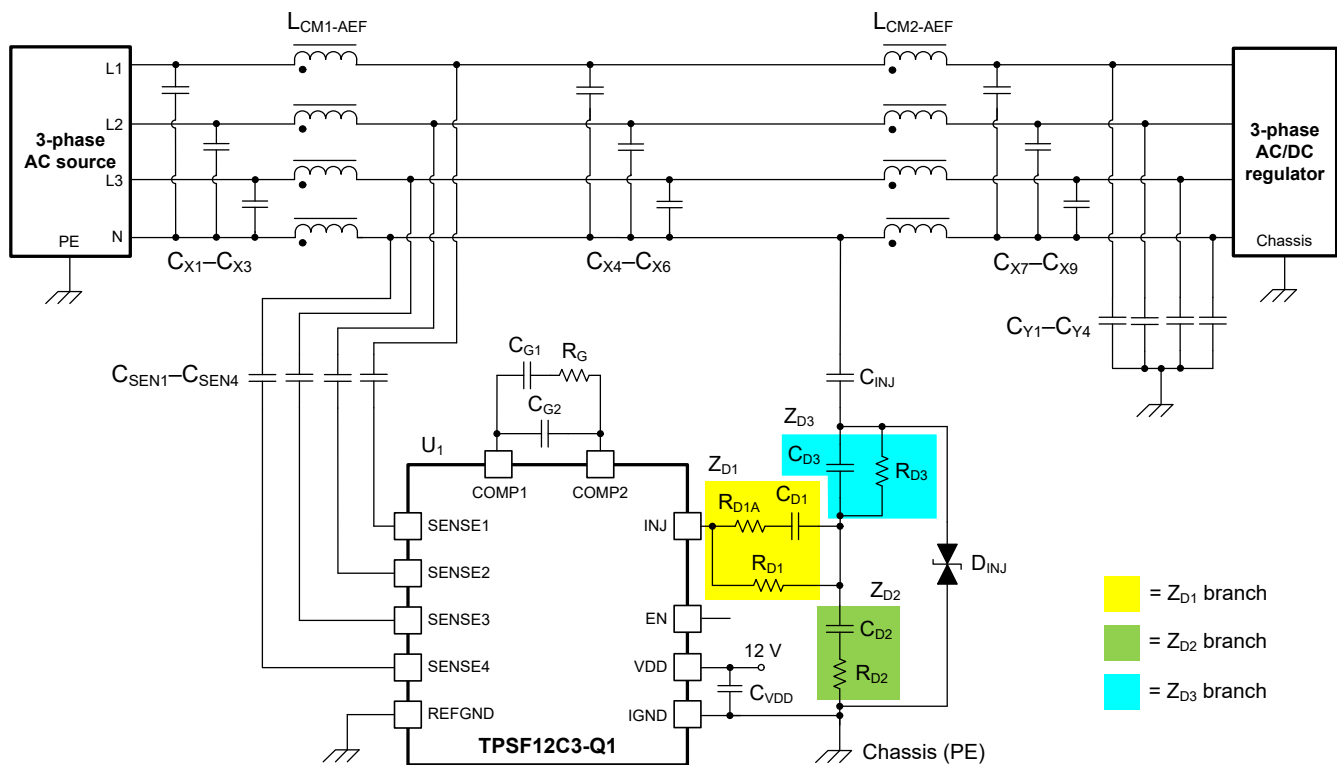 LCM1-AEF
LCM2-AEF
3-phase
AC source
L1
L2
L3
N
PE
3-phase
AC/DC
regulator
Chassis
CX1–CX3
CX4–CX6
CX7–CX9
CY1–CY4
CSEN1–CSEN4
CG1
RG
CG2
CINJ
ZD3
CD3
RD3
U1
COMP1
COMP2
ZD1
RD1A
CD1
RD1
SENSE1
SENSE2
SENSE3
SENSE4
REFGND
INJ
EN
VDD
IGND
TPSF12C3-Q1
12 V
CVDD
ZD2
CD2
RD2
DINJ
Chassis (PE)
= ZD1 branch
= ZD2 branch
= ZD3 branch